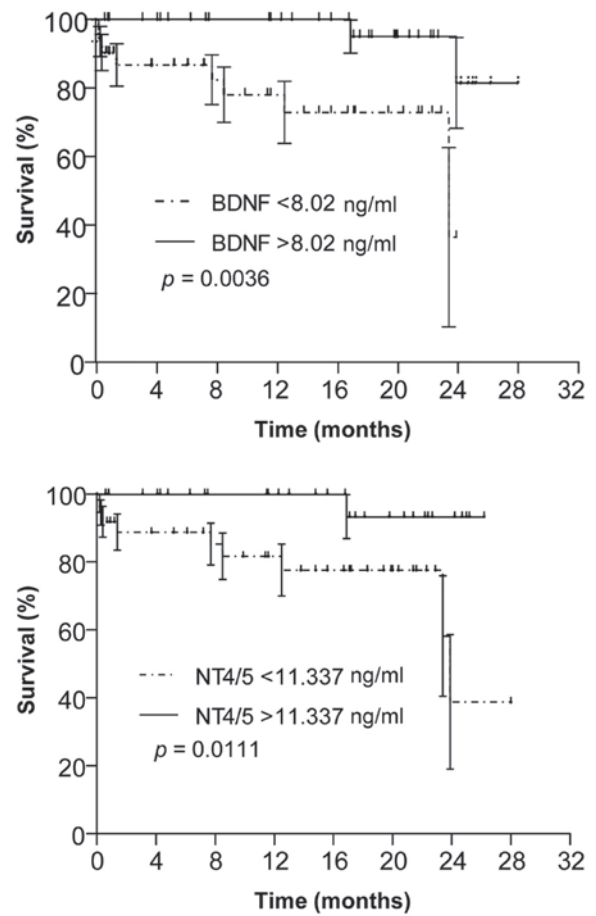 100
80
60
40
20
0
Survival (%)
BDNF <8.02 ng/ml
BDNF >8.02 ng/ml
p = 0.0036
0 4 8 12 16 20 24 28 32
Time (months)
100
80
60
40
20
0
Survival (%)
NT4/5 <11.337 ng/ml
NT4/5 >11.337 ng/ml
p = 0.0111
0 4 8 12 16 20 24 28 32
Time (months)